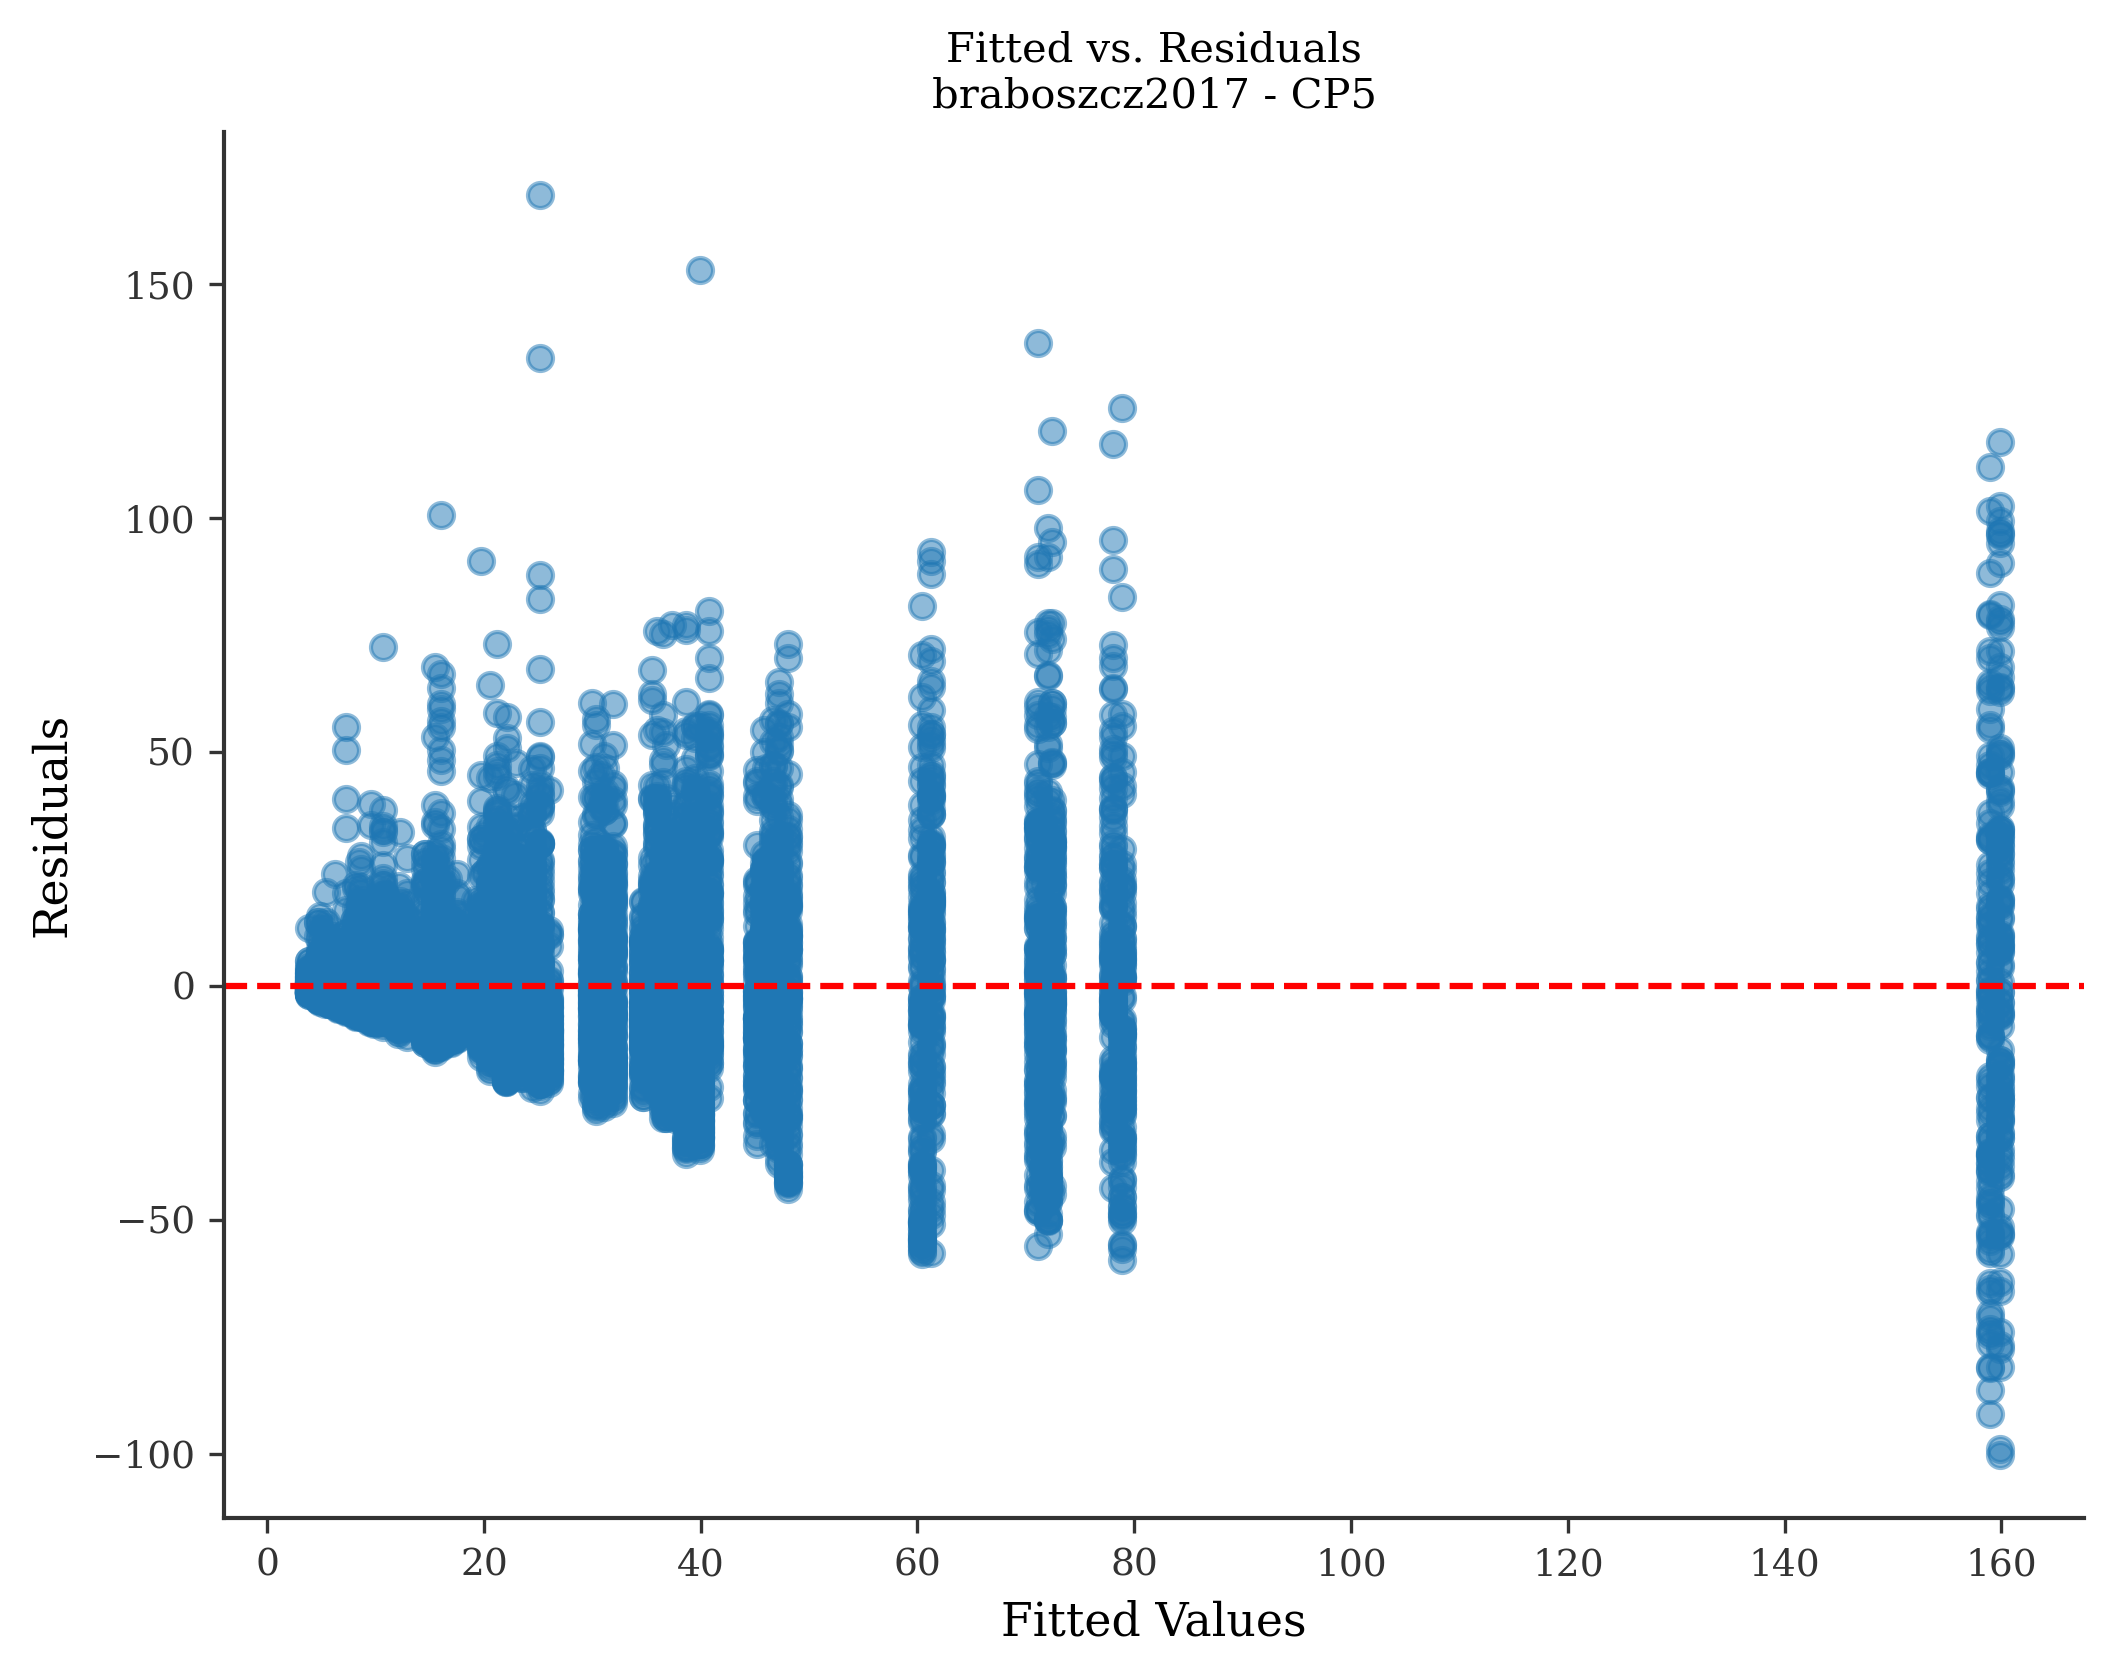 Fitted vs. Residuals
braboszcz2017 - CP5
150
100
50
0
−50
−100
Residuals
0 20 40 60 80 100 120 140 160
Fitted Values